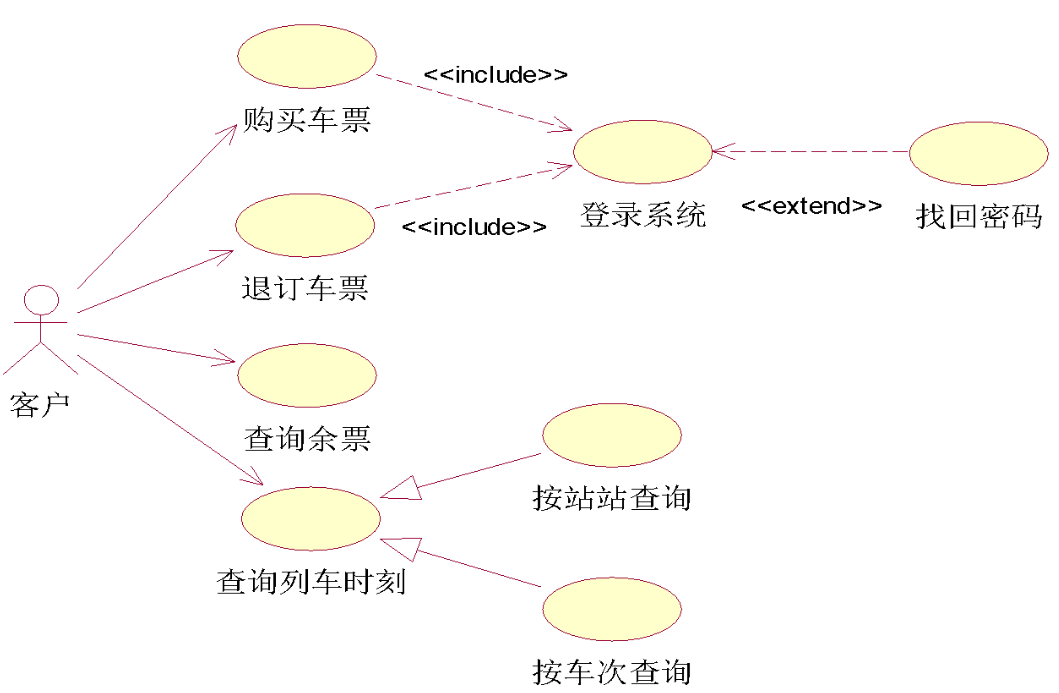 <<include>>
购买车票
登录系统
<<extend>>
找回密码
<<include>>
退订车票
客户
查询余票
按站站查询
查询列车时刻
按车次查询